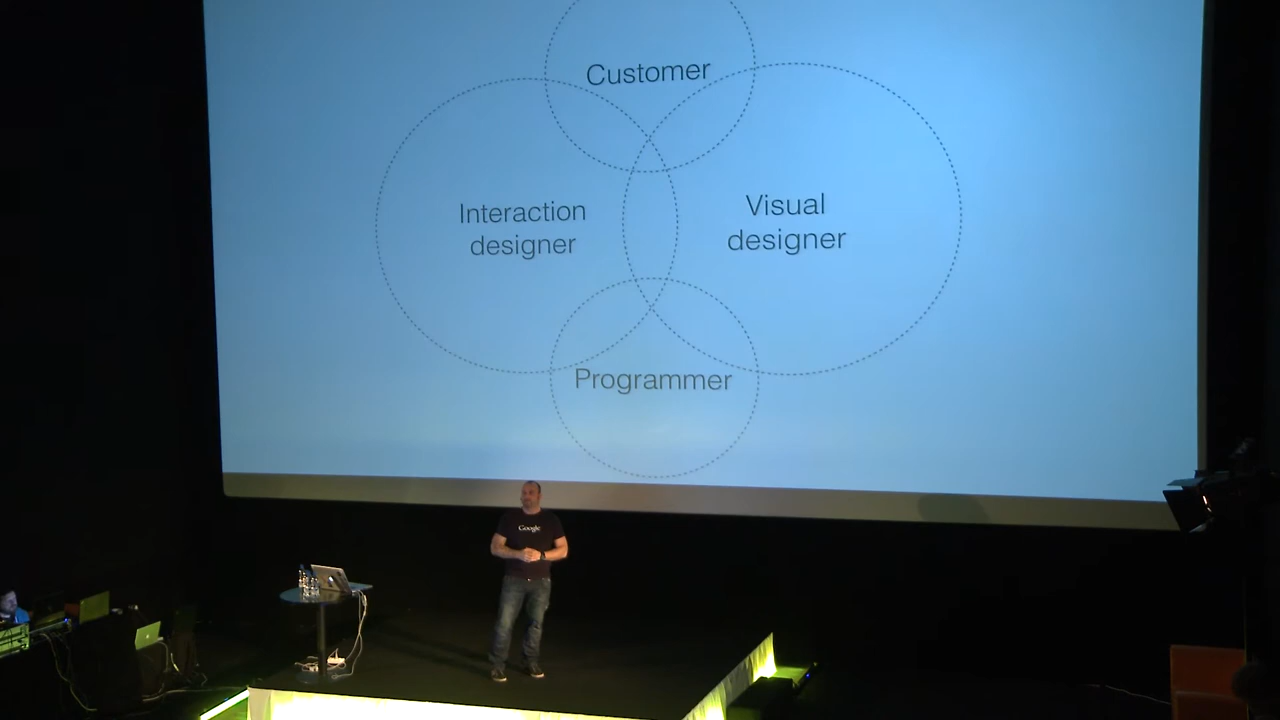 Customer
Interaction
designer
Visual
designer
Programmer
Google